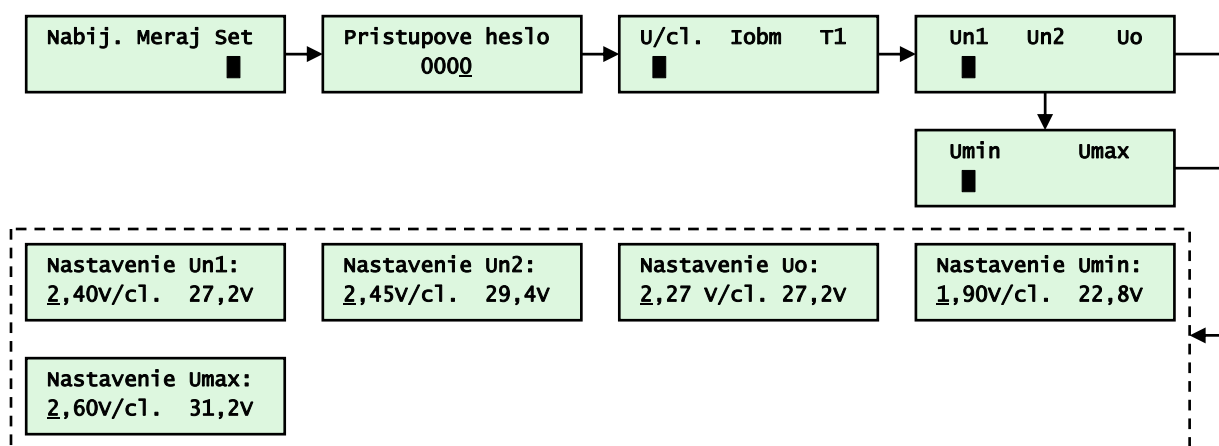 Nabij. Meraj Set
Pristupove heslo
0000
U/cl. Iobm T1
Un1 Un2 Uo
Umin Umax
Nastavenie Un1:
2,40V/cl. 27,2V
Nastavenie Un2:
2,45V/cl. 29,4V
Nastavenie Uo:
2,27 V/cl. 27,2V
Nastavenie Umin:
1,90V/cl. 22,8V
Nastavenie Umax:
2,60V/cl. 31,2V